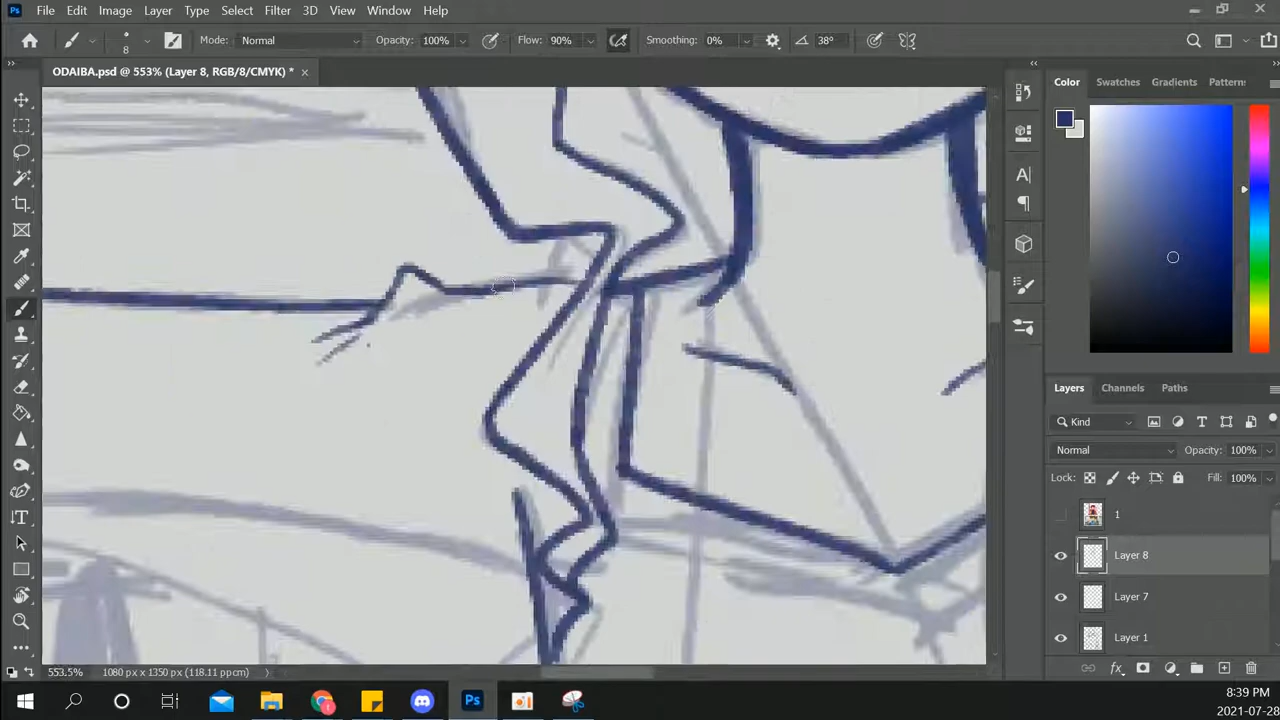 Ps File Edit Image Layer Type Select Filter 3D View Window Help
8 Mode: Normal Opacity: 100% Flow: 90% Smoothing: 0% 38°
ODAIBA.psd @ 553% (Layer 8, RGB/8/CMYK) * ×
Color Swatches Gradients Pattern:
Layers Channels Paths
Kind
Normal Opacity: 100%
Lock: Fill: 100%
1
Layer 8
Layer 7
Layer 1
553.5% 1080 px x 1350 px (118.11 ppcm)
Ps
8:39 PM
2021-07-28